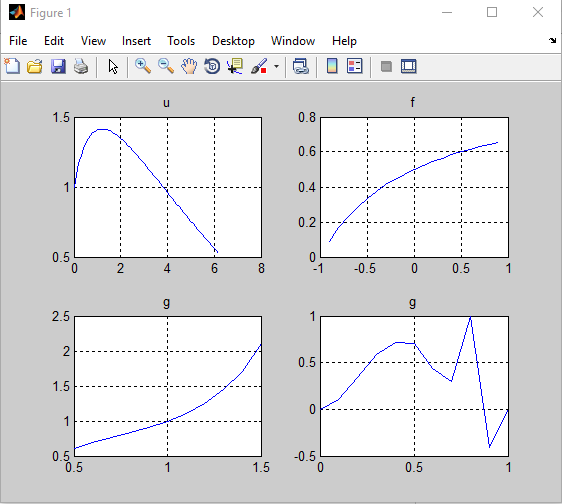 Figure 1
File Edit View Insert Tools Desktop Window Help
u
1.5
1
0.5
0 2 4 6 8
f
0.8
0.6
0.4
0.2
0
-1 -0.5 0 0.5 1
g
2.5
2
1.5
1
0.5
0.5 1 1.5
g
1
0.5
0
-0.5
0 0.5 1